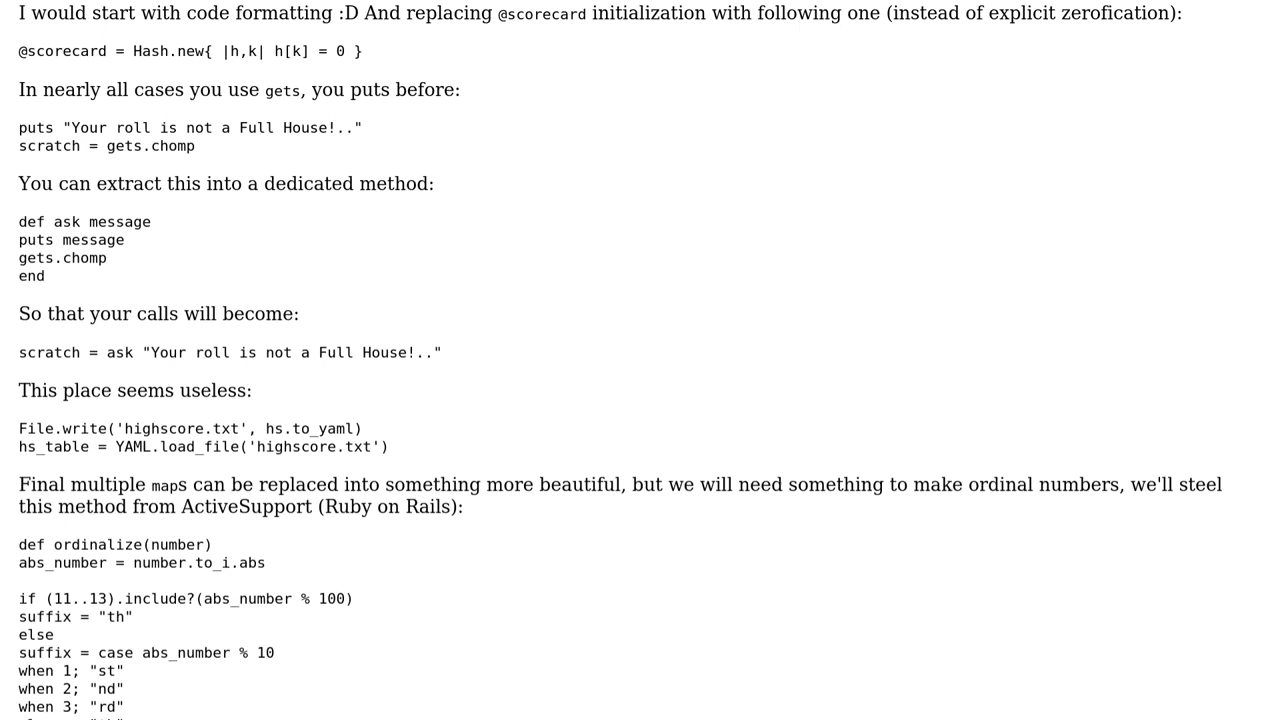 I would start with code formatting :D And replacing @scorecard initialization with following one (instead of explicit zerofication):
@scorecard = Hash.new{ |h,k| h[k] = 0 }
In nearly all cases you use gets, you puts before:
puts "Your roll is not a Full House!.."
scratch = gets.chomp
You can extract this into a dedicated method:
def ask message
puts message
gets.chomp
end
So that your calls will become:
scratch = ask "Your roll is not a Full House!.."
This place seems useless:
File.write('highscore.txt', hs.to_yaml)
hs_table = YAML.load_file('highscore.txt')
Final multiple maps can be replaced into something more beautiful, but we will need something to make ordinal numbers, we'll steel
this method from ActiveSupport (Ruby on Rails):
def ordinalize(number)
abs_number = number.to_i.abs
if (11..13).include?(abs_number % 100)
suffix = "th"
else
suffix = case abs_number % 10
when 1; "st"
when 2; "nd"
when 3; "rd"